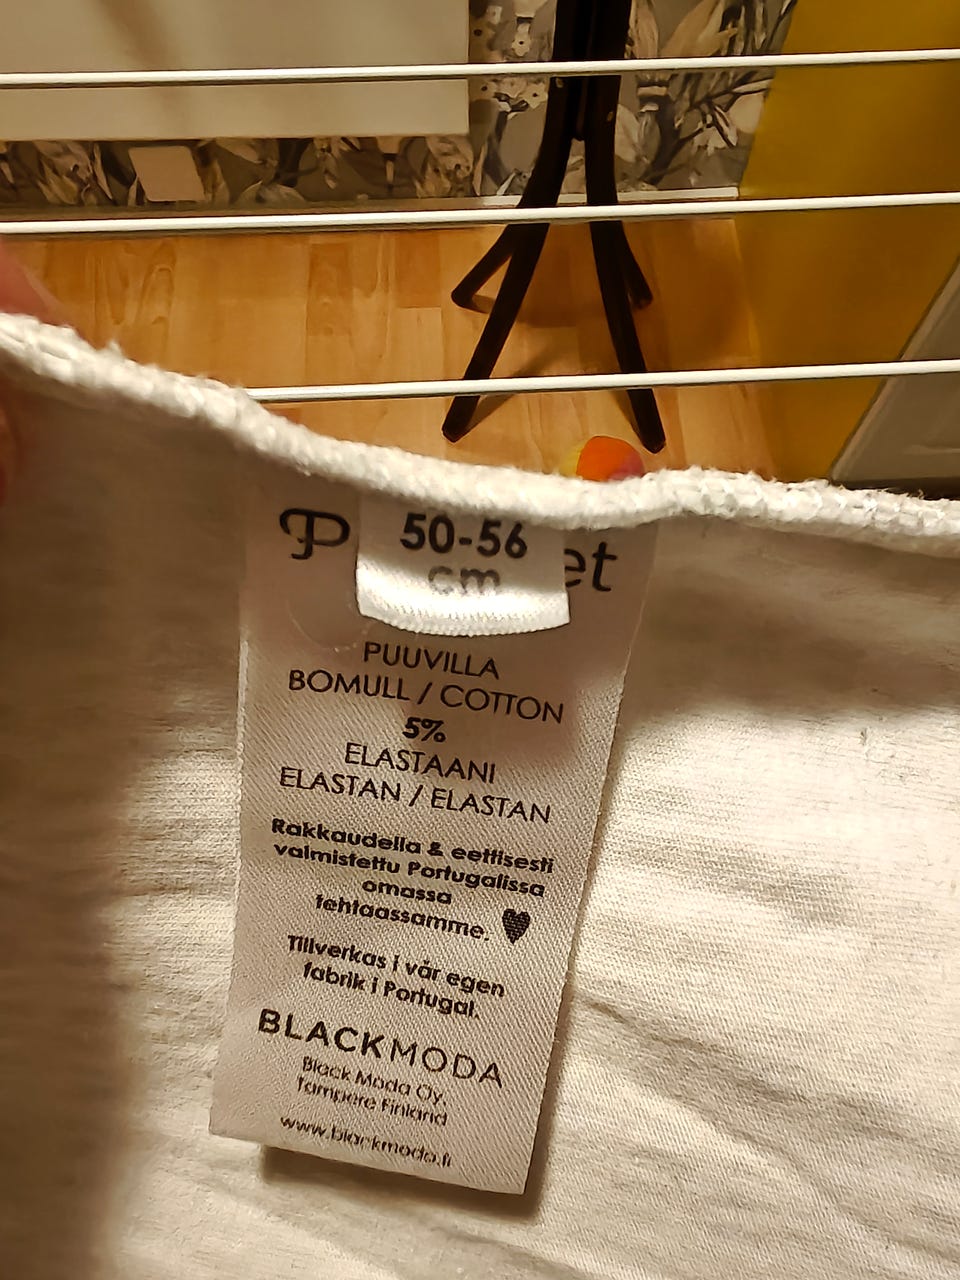 50-56
cm
PUUVILLA
BOMULL / COTTON
5%
ELASTAANI
ELASTAN / ELASTAN
Rakkaudella & eettisesti
valmistettu Portugalissa
omassa
tehtaassamme.
Tillverkas i vår egen
fabrik i Portugal.
BLACKMODA
Black Moda Oy,
Tampere Finland
www.blackmoda.fi